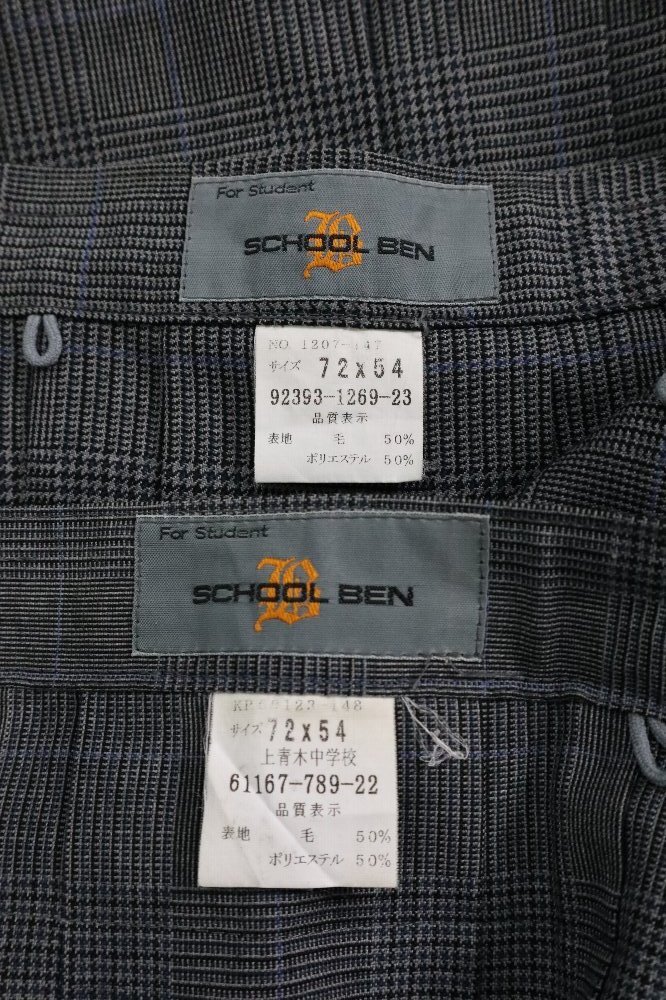 For Student
SCHOOL BEN
NO. 1207-147
サイズ 72x54
92393-1269-23
品質表示
表地 毛 50%
ポリエステル 50%
For Student
SCHOOL BEN
サイズ 72x54
上青木中学校
61167-789-22
品質表示
表地 毛 50%
ポリエステル 50%